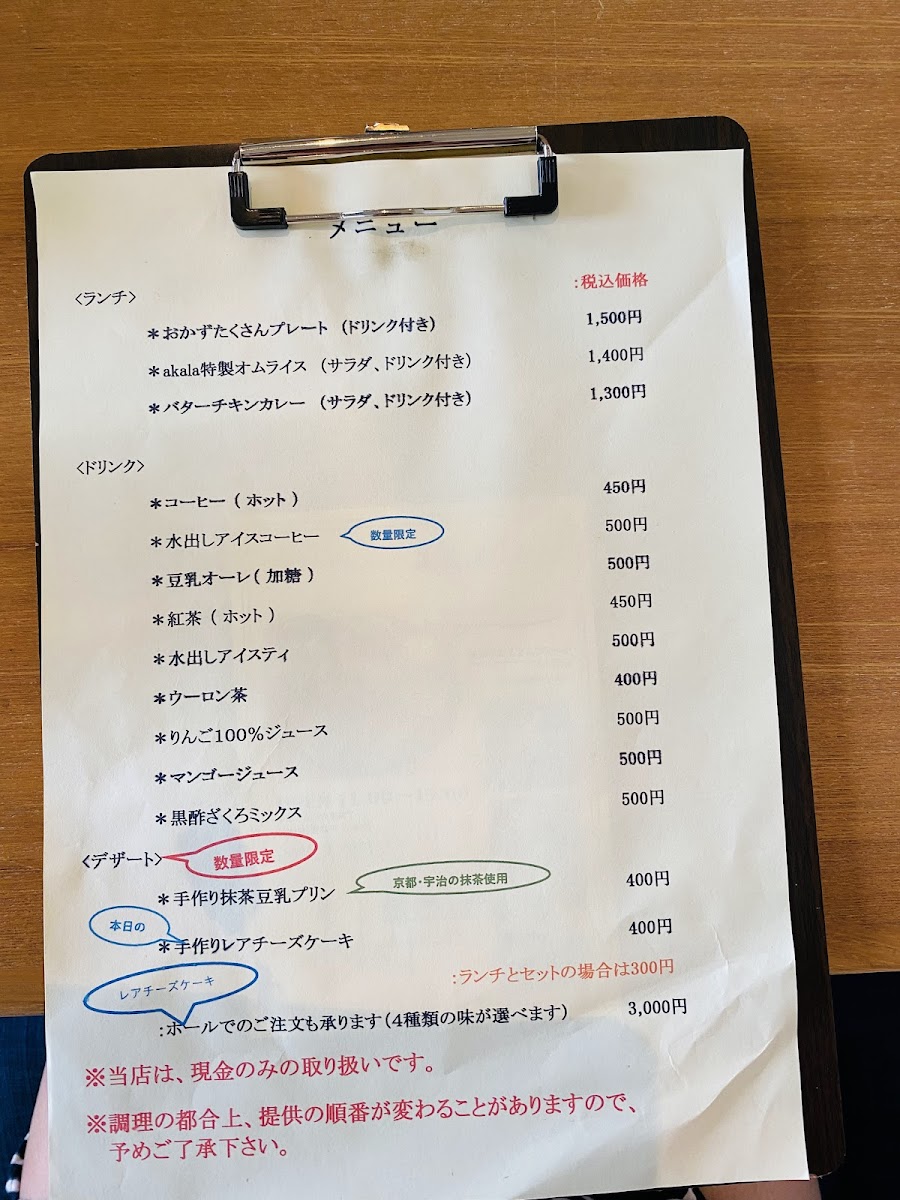 メニュー
:税込価格
<ランチ>
＊おかずたくさんプレート （ドリンク付き） 1,500円
＊akala特製オムライス （サラダ、ドリンク付き） 1,400円
＊バターチキンカレー （サラダ、ドリンク付き） 1,300円
<ドリンク>
＊コーヒー ( ホット ) 450円
＊水出しアイスコーヒー 数量限定 500円
＊豆乳オーレ ( 加糖 ) 500円
＊紅茶 ( ホット ) 450円
＊水出しアイスティ 500円
＊ウーロン茶 400円
＊りんご100%ジュース 500円
＊マンゴージュース 500円
＊黒酢ざくろミックス 500円
<デザート> 数量限定
＊手作り抹茶豆乳プリン 京都・宇治の抹茶使用 400円
本日の
＊手作りレアチーズケーキ 400円
:ランチとセットの場合は300円
レアチーズケーキ
:ホールでのご注文も承ります（4種類の味が選べます） 3,000円
※当店は、現金のみの取り扱いです。
※調理の都合上、提供の順番が変わることがありますので、
予めご了承下さい。